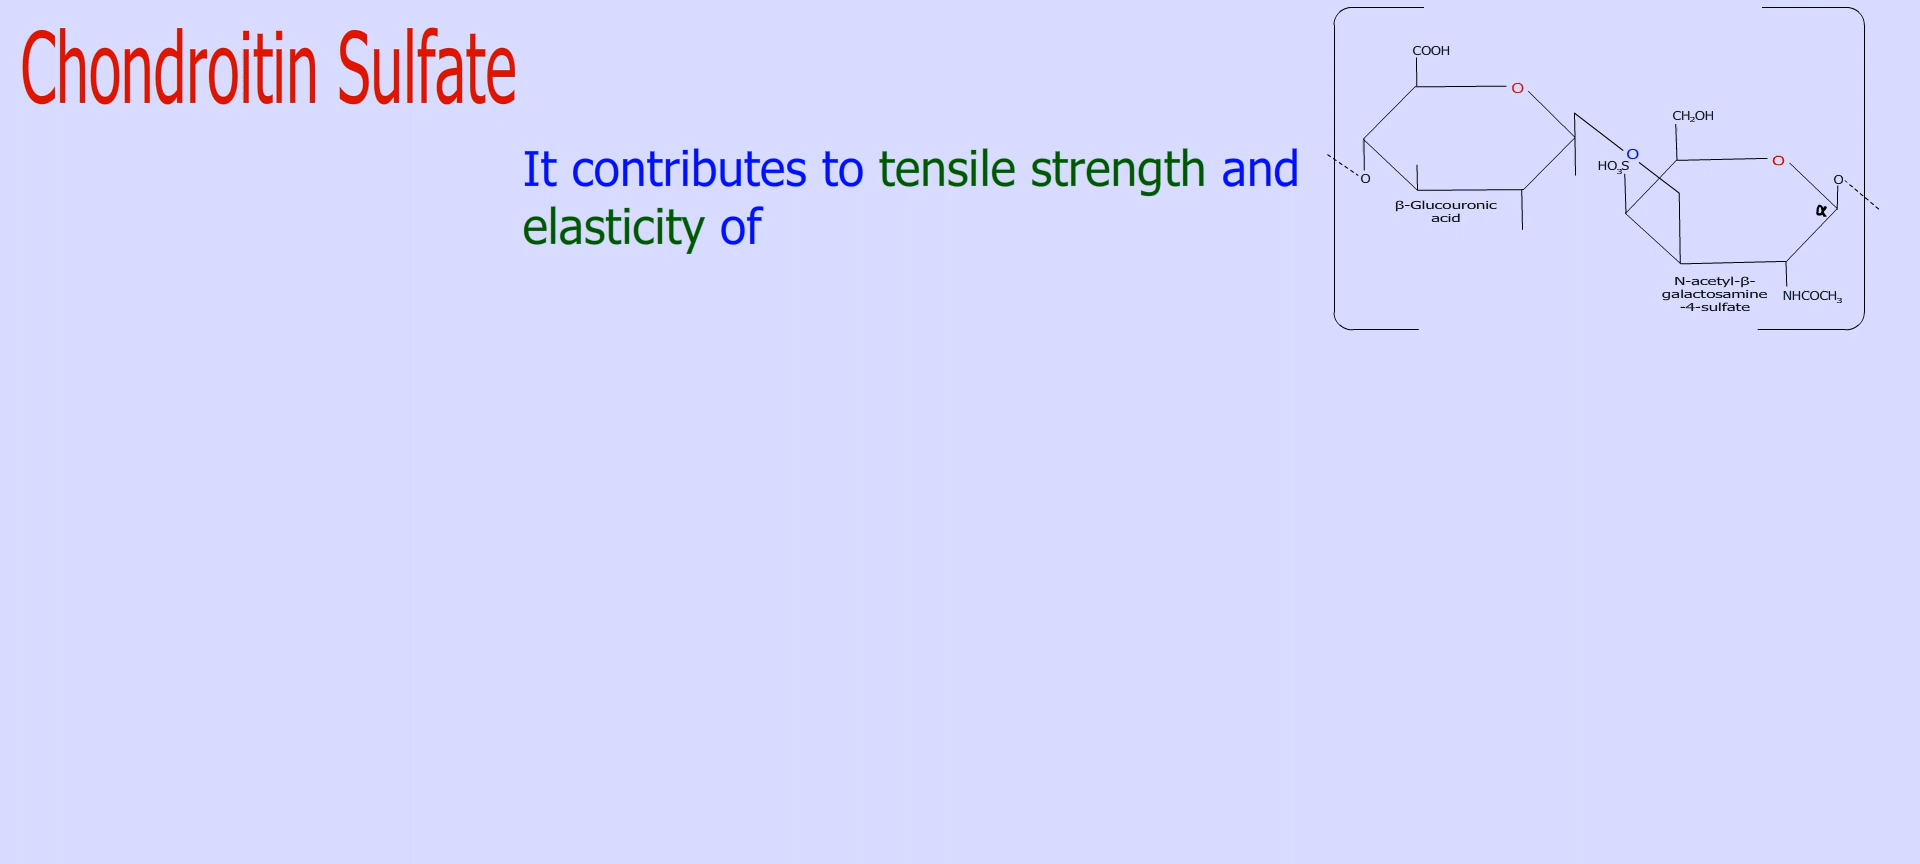 Chondroitin Sulfate
It contributes to tensile strength and
elasticity of
COOH
O
O
β-Glucouronic
acid
O
HO₃S
CH₂OH
O
O
α
N-acetyl-β-
galactosamine
-4-sulfate
NHCOCH₃